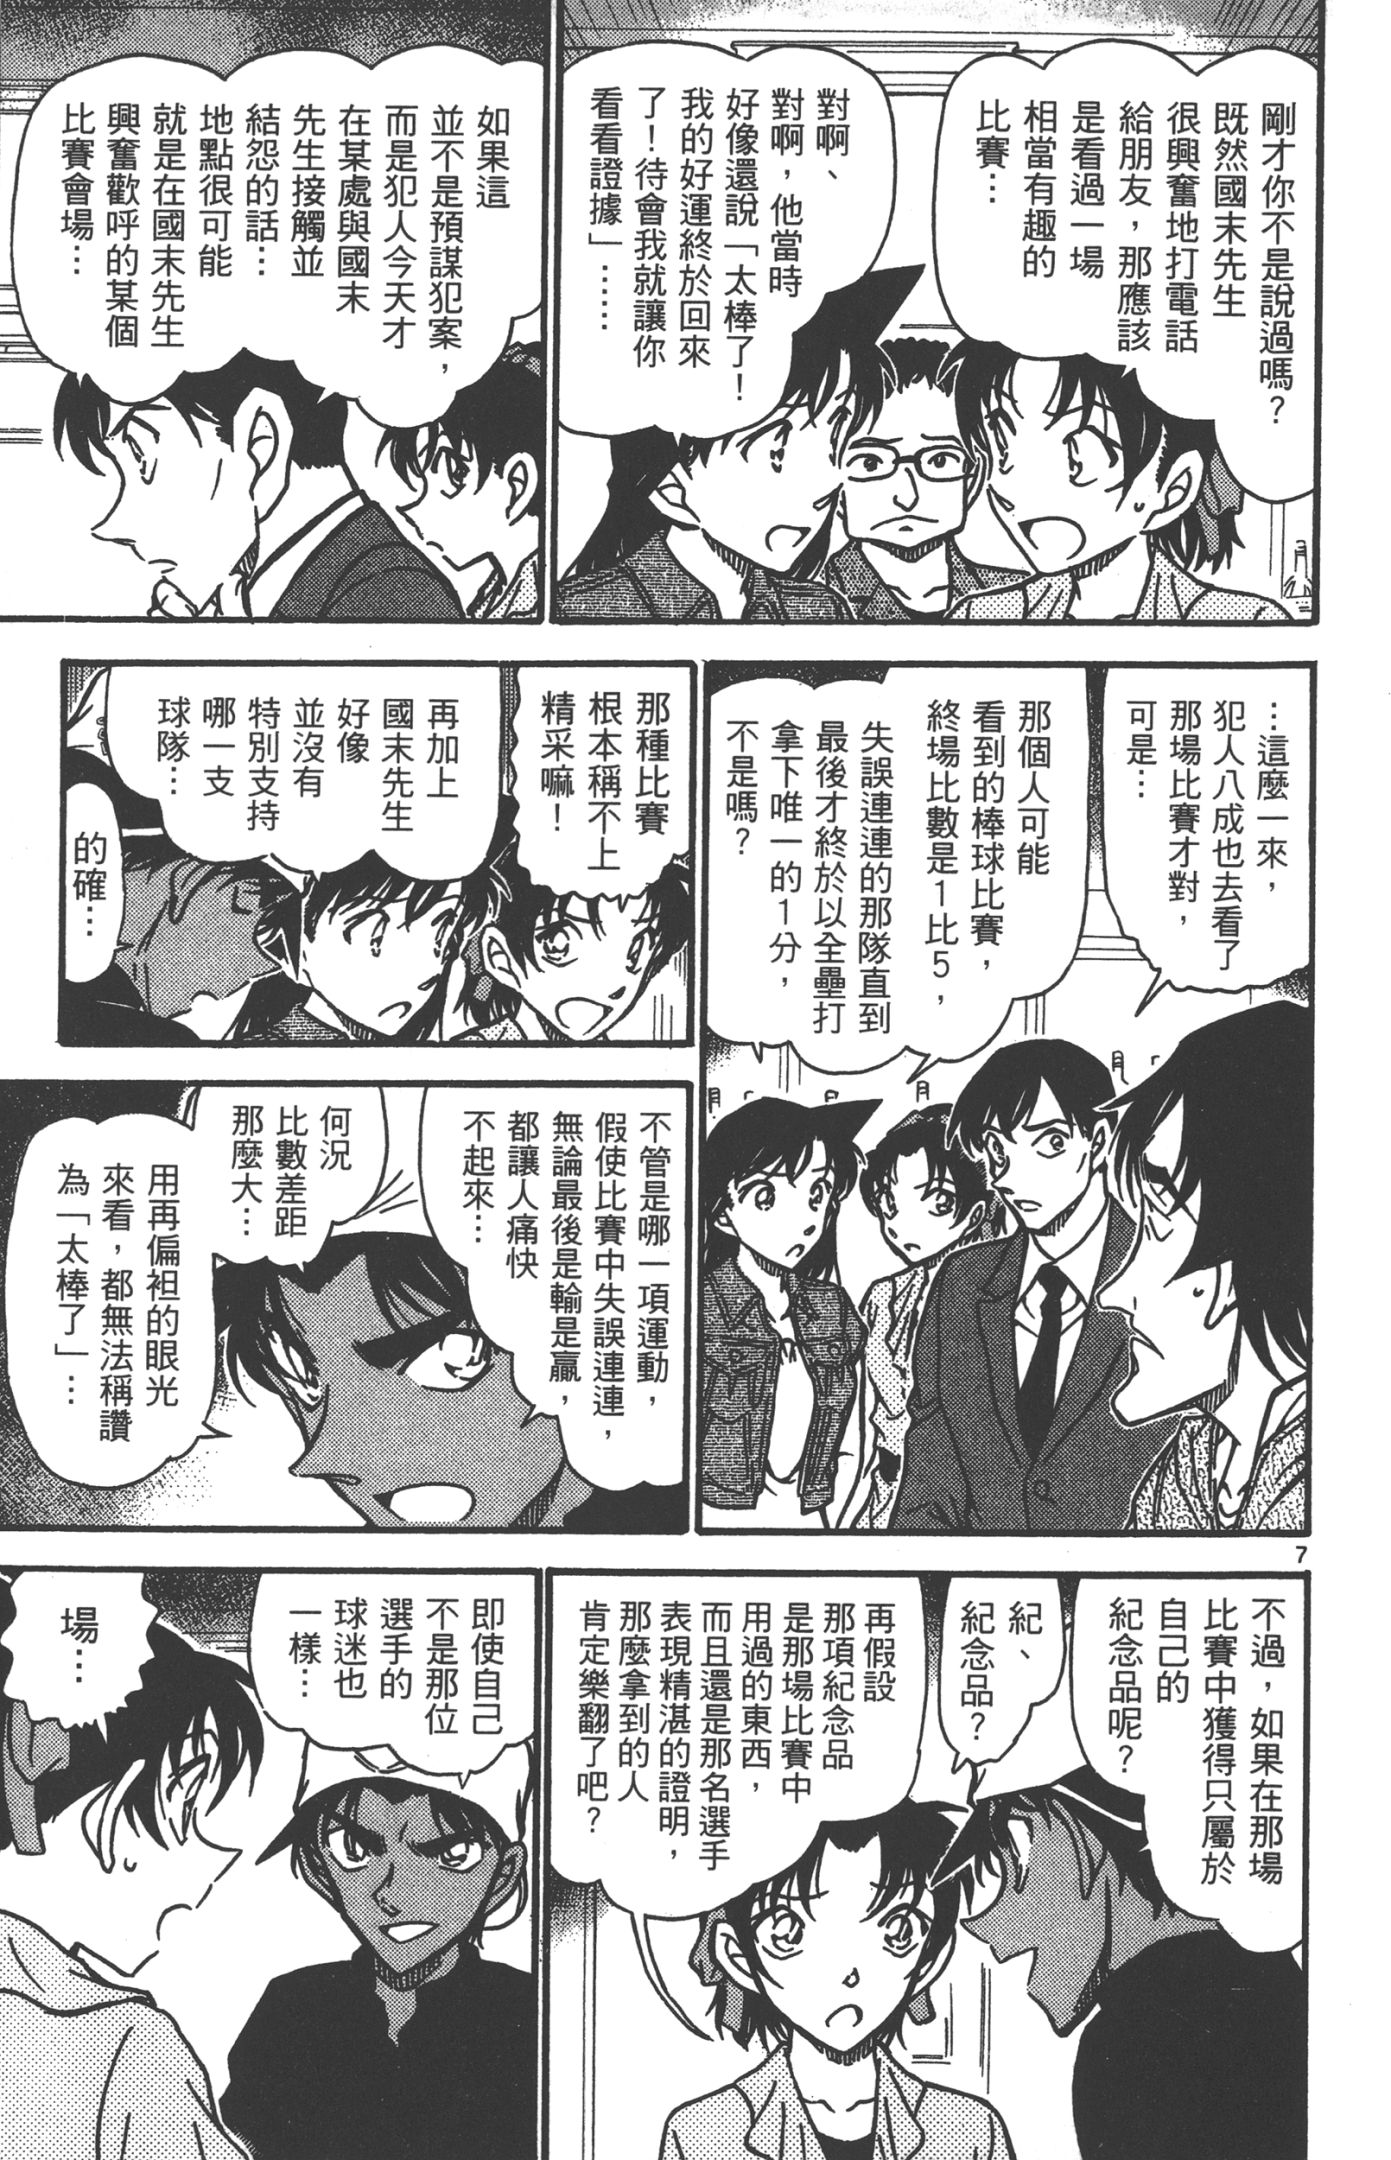 剛才你不是說過嗎？
既然國末先生
很興奮地打電話
給朋友，那應該
是看過一場
相當有趣的
比賽…
對啊、
對啊，他當時
好像還說「太棒了！
我的好運終於回來
了！待會我就讓你
看看證據」……
如果這
並不是預謀犯案，
而是犯人今天才
在某處與國末
先生接觸並
結怨的話…
地點很可能
就是在國末先生
興奮歡呼的某個
比賽會場…
…這麼一來，
犯人八成也去看了
那場比賽才對，
可是…
那個人可能
看到的棒球比賽，
終場比數是1比5，
失誤連連的那隊直到
最後才終於以全壘打
拿下唯一的1分，
不是嗎？
那種比賽
根本稱不上
精采嘛！
再加上
國末先生
好像
並沒有
特別支持
哪一支
球隊…
的確…
不管是哪一項運動，
假使比賽中失誤連連，
無論最後是輸是贏，
都讓人痛快
不起來…
何況
比數差距
那麼大…
用再偏袒的眼光
來看，都無法稱讚
為「太棒了」…
7
不過，如果在那場
比賽中獲得只屬於
自己的
紀念品呢？
紀、
紀念品？
再假設
那項紀念品
是那場比賽中
用過的東西，
而且還是那名選手
表現精湛的證明，
那麼拿到的人
肯定樂翻了吧？
即使自己
不是那位
選手的
球迷也
一樣…
場…